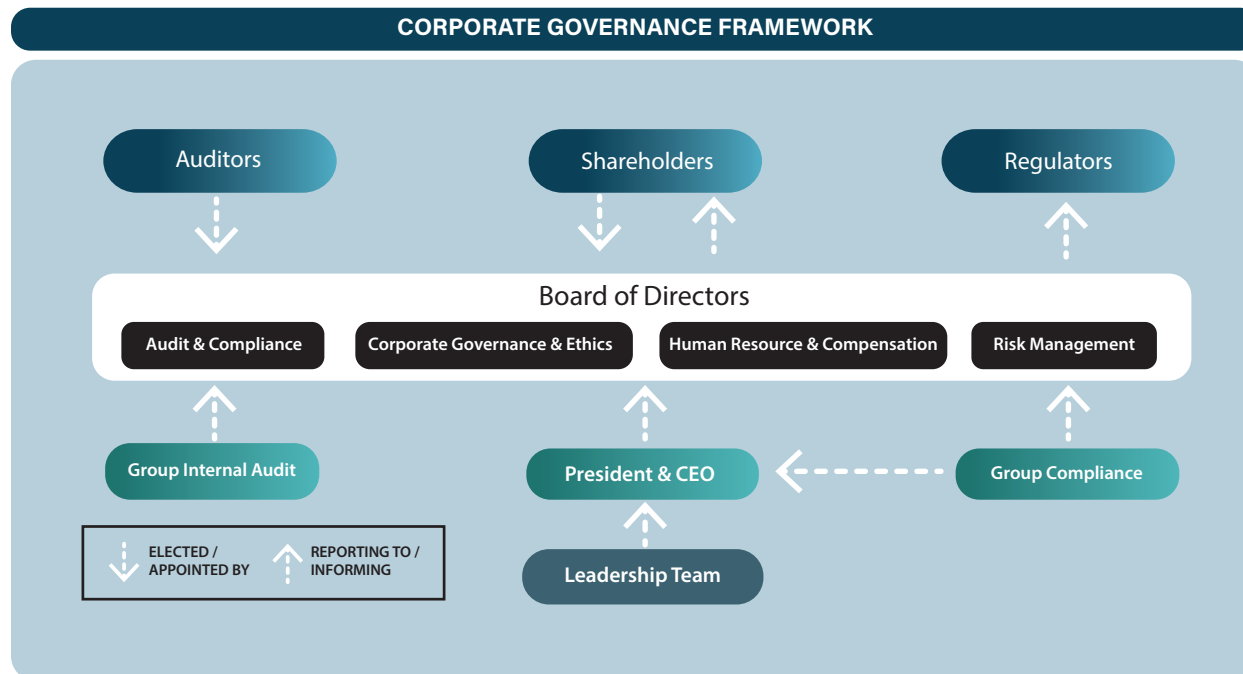 CORPORATE GOVERNANCE FRAMEWORK
Auditors
Shareholders
Regulators
Board of Directors
Audit & Compliance
Corporate Governance & Ethics
Human Resource & Compensation
Risk Management
Group Internal Audit
President & CEO
Group Compliance
ELECTED /
APPOINTED BY
REPORTING TO /
INFORMING
Leadership Team